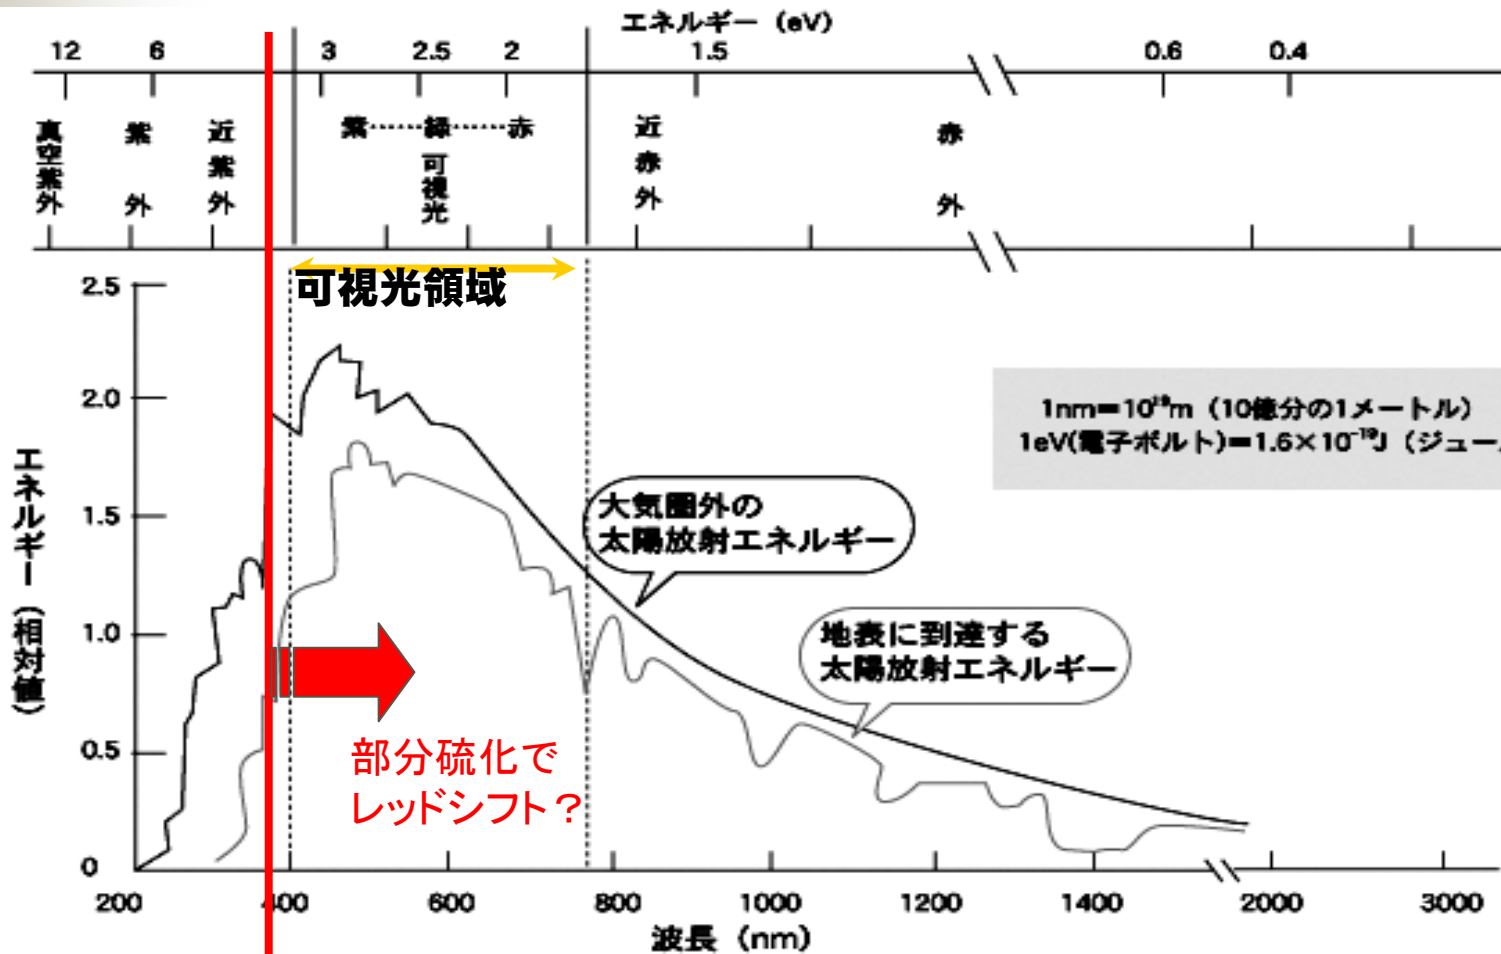 エネルギー (eV)
12 6 3 2.5 2 1.5 0.6 0.4
真空紫外
紫外
近紫外
紫……緑……赤
可視光
近赤外
赤外
可視光領域
2.5
2.0
1.5
1.0
0.5
0
エネルギー(相対値)
1nm=10⁻⁹m (10億分の1メートル)
1eV(電子ボルト)=1.6×10⁻¹⁹J (ジュール
大気圏外の
太陽放射エネルギー
地表に到達する
太陽放射エネルギー
部分硫化で
レッドシフト?
200 400 600 800 1000 1200 1400 2000 3000
波長 (nm)